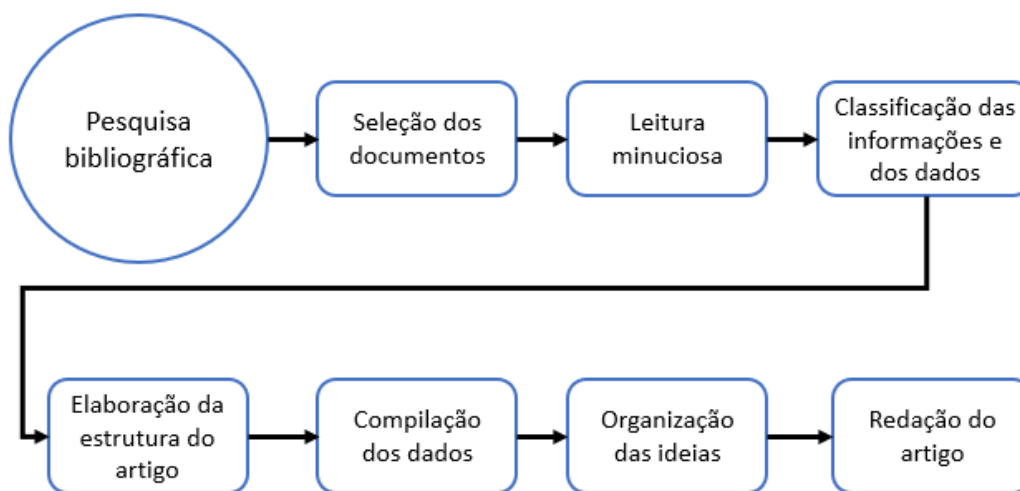 Pesquisa
bibliográfica
Seleção dos
documentos
Leitura
minuciosa
Classificação das
informações e
dos dados
Elaboração da
estrutura do
artigo
Compilação
dos dados
Organização
das ideias
Redação do
artigo